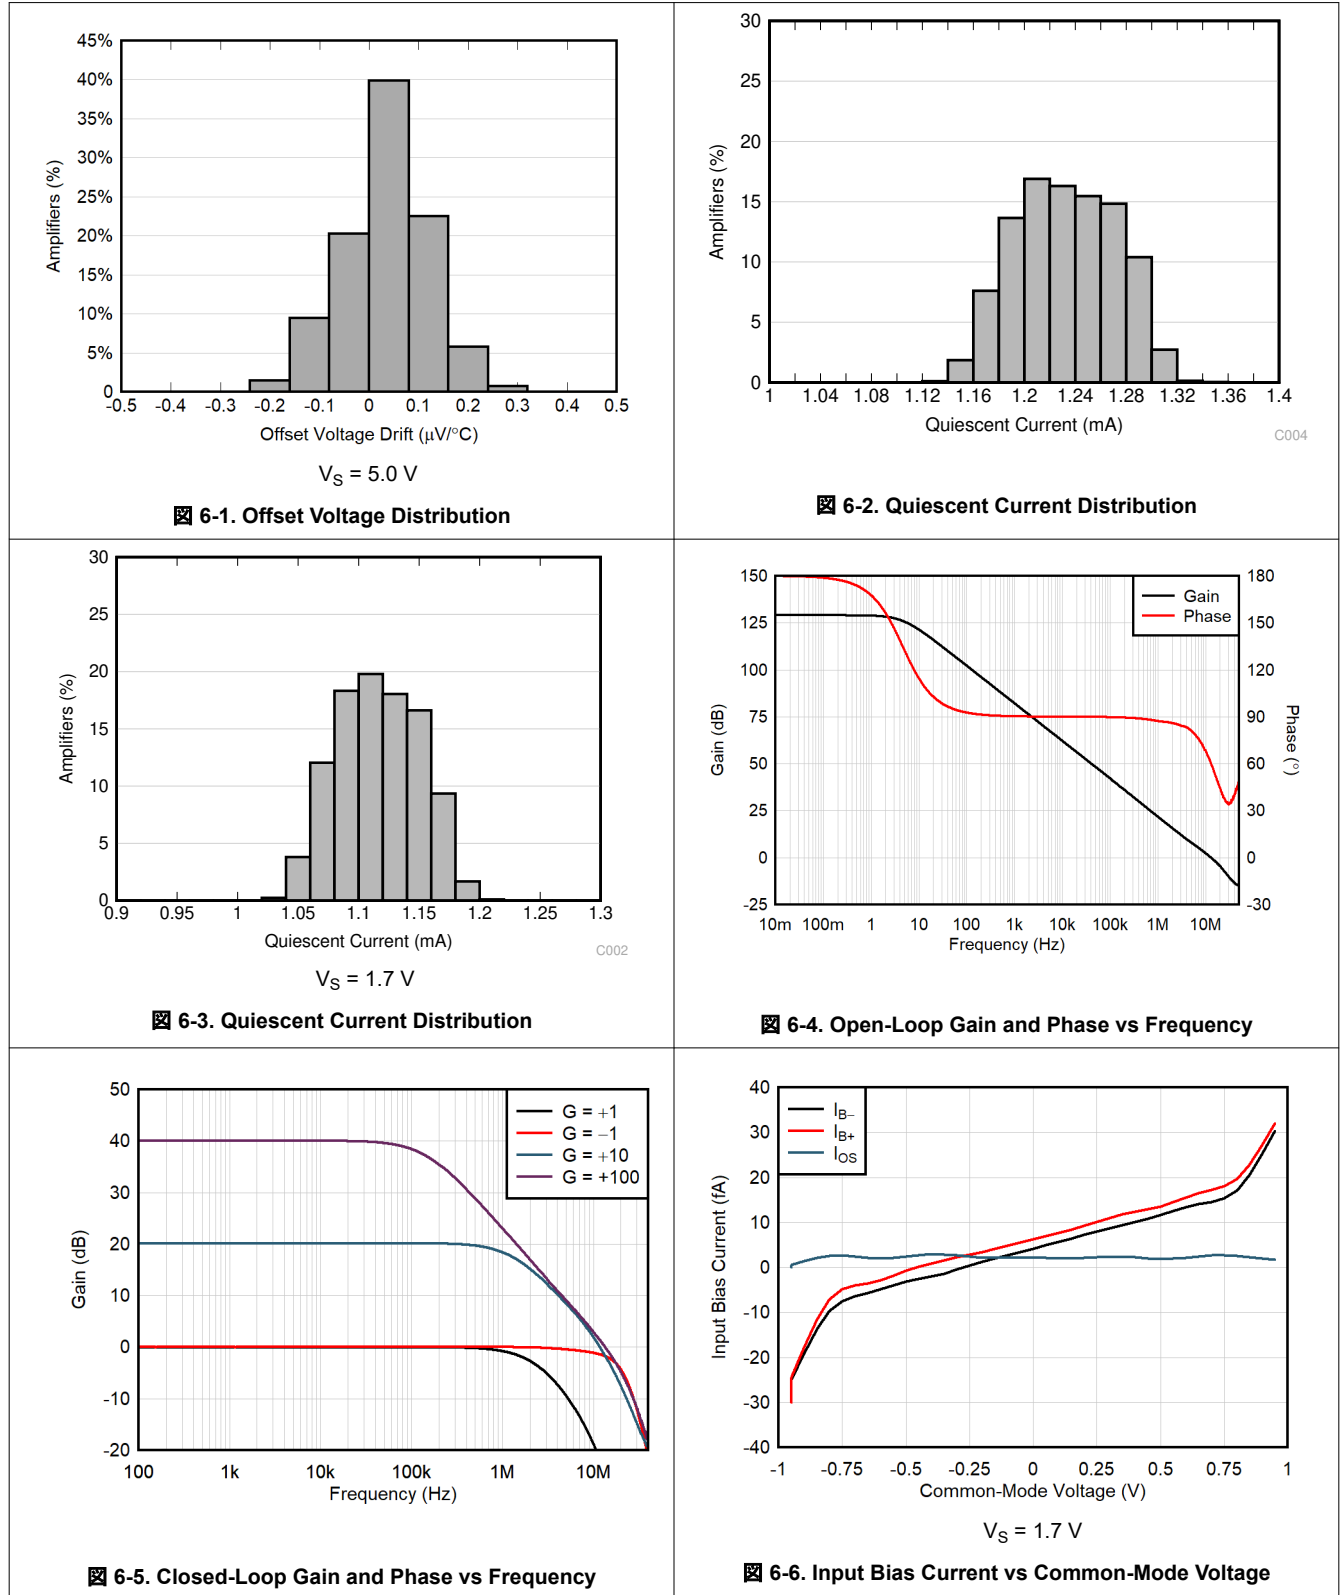 45%
40%
35%
30%
25%
20%
15%
10%
5%
0
Amplifiers (%)
-0.5 -0.4 -0.3 -0.2 -0.1 0 0.1 0.2 0.3 0.4 0.5
Offset Voltage Drift (μV/°C)
V_S = 5.0 V
図 6-1. Offset Voltage Distribution
30
25
20
15
10
5
0
Amplifiers (%)
1 1.04 1.08 1.12 1.16 1.2 1.24 1.28 1.32 1.36 1.4
Quiescent Current (mA)
C004
図 6-2. Quiescent Current Distribution
30
25
20
15
10
5
0
Amplifiers (%)
0.9 0.95 1 1.05 1.1 1.15 1.2 1.25 1.3
Quiescent Current (mA)
C002
V_S = 1.7 V
図 6-3. Quiescent Current Distribution
150
125
100
75
50
25
0
-25
Gain (dB)
Gain
Phase
180
150
120
90
60
30
0
-30
Phase (°)
10m 100m 1 10 100 1k 10k 100k 1M 10M
Frequency (Hz)
図 6-4. Open-Loop Gain and Phase vs Frequency
50
40
30
20
10
0
-10
-20
Gain (dB)
G = +1
G = −1
G = +10
G = +100
100 1k 10k 100k 1M 10M
Frequency (Hz)
図 6-5. Closed-Loop Gain and Phase vs Frequency
40
30
20
10
0
-10
-20
-30
-40
Input Bias Current (fA)
I_B−
I_B+
I_OS
-1 -0.75 -0.5 -0.25 0 0.25 0.5 0.75 1
Common-Mode Voltage (V)
V_S = 1.7 V
図 6-6. Input Bias Current vs Common-Mode Voltage